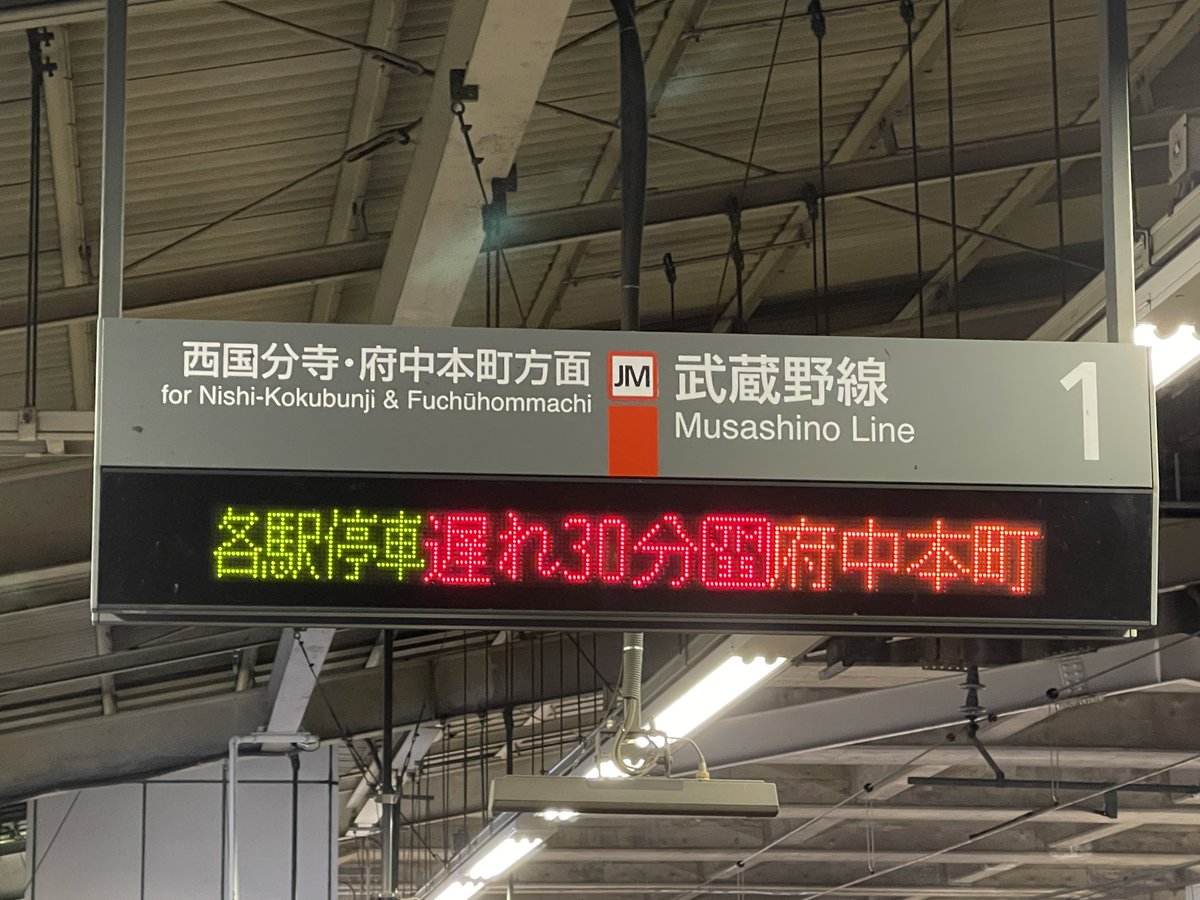 西国分寺・府中本町方面
for Nishi-Kokubunji & Fuchūhommachi
JM
武蔵野線
Musashino Line
1
各駅停車 遅れ30分 府中本町